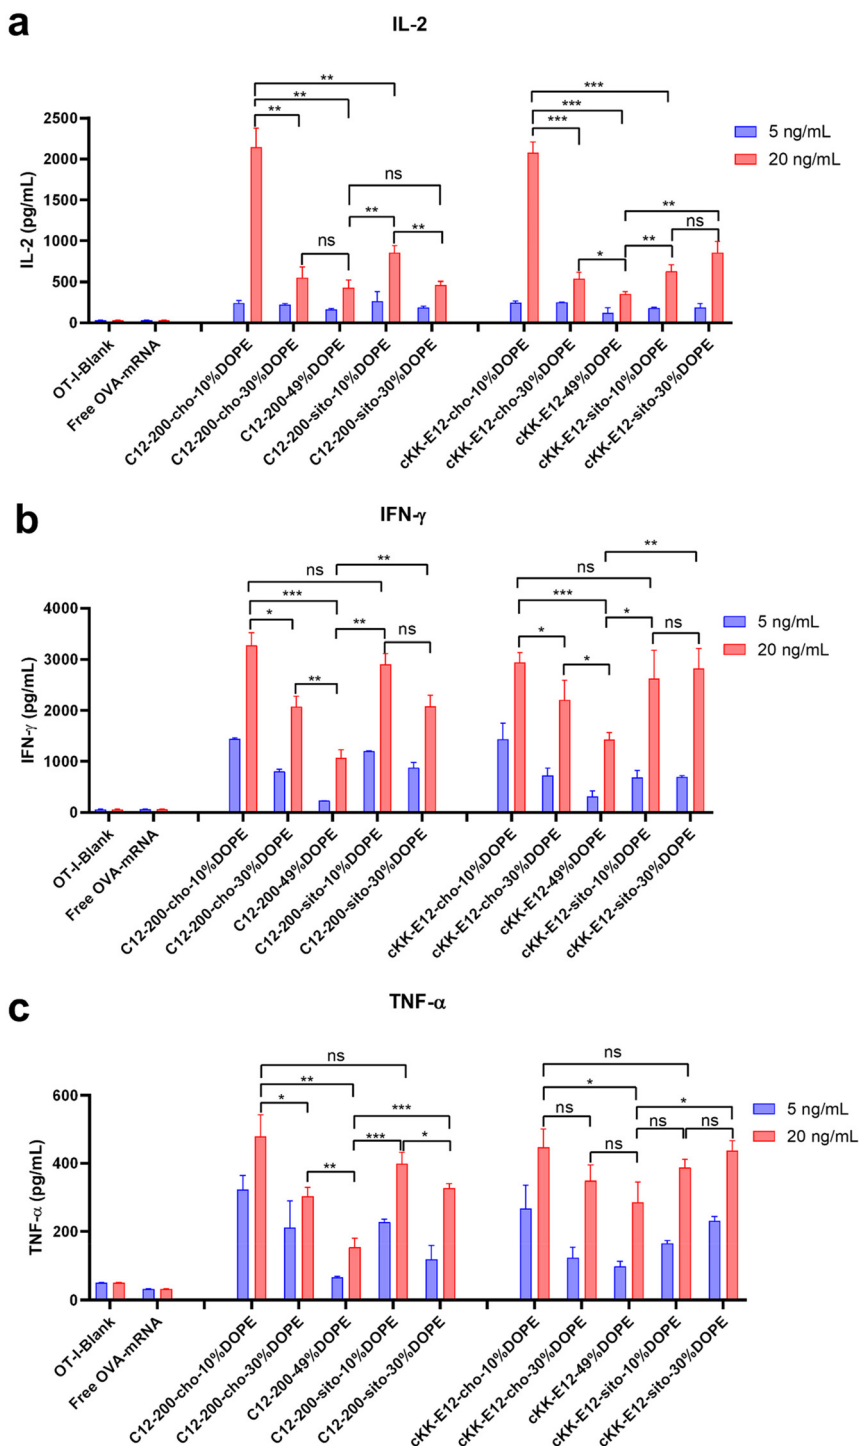 a
IL-2
**
**
**
***
***
***
2500
2000
1500
1000
500
0
IL-2 (pg/mL)
ns
ns
**
**
**
ns
*
**
5 ng/mL
20 ng/mL
OT-I-Blank
Free OVA-mRNA
C12-200-cho-10%DOPE
C12-200-cho-30%DOPE
C12-200-49%DOPE
C12-200-sito-10%DOPE
C12-200-sito-30%DOPE
cKK-E12-cho-10%DOPE
cKK-E12-cho-30%DOPE
cKK-E12-49%DOPE
cKK-E12-sito-10%DOPE
cKK-E12-sito-30%DOPE
b
IFN-γ
**
ns
***
*
**
ns
**
**
ns
***
*
*
ns
*
4000
3000
2000
1000
0
IFN-γ (pg/mL)
5 ng/mL
20 ng/mL
OT-I-Blank
Free OVA-mRNA
C12-200-cho-10%DOPE
C12-200-cho-30%DOPE
C12-200-49%DOPE
C12-200-sito-10%DOPE
C12-200-sito-30%DOPE
cKK-E12-cho-10%DOPE
cKK-E12-cho-30%DOPE
cKK-E12-49%DOPE
cKK-E12-sito-10%DOPE
cKK-E12-sito-30%DOPE
c
TNF-α
ns
**
*
***
***
*
**
ns
*
ns
*
ns
ns
ns
600
400
200
0
TNF-α (pg/mL)
5 ng/mL
20 ng/mL
OT-I-Blank
Free OVA-mRNA
C12-200-cho-10%DOPE
C12-200-cho-30%DOPE
C12-200-49%DOPE
C12-200-sito-10%DOPE
C12-200-sito-30%DOPE
cKK-E12-cho-10%DOPE
cKK-E12-cho-30%DOPE
cKK-E12-49%DOPE
cKK-E12-sito-10%DOPE
cKK-E12-sito-30%DOPE